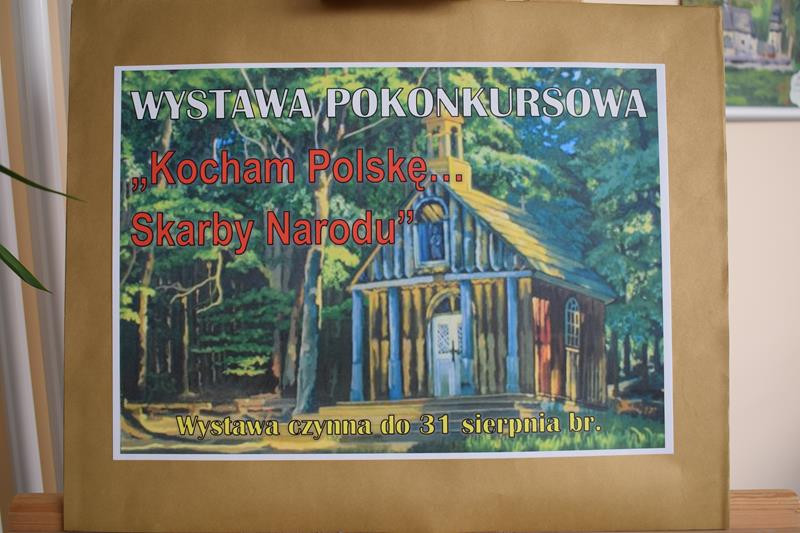 WYSTAWA POKONKURSOWA
„Kocham Polskę...
Skarby Narodu”
Wystawa czynna do 31 sierpnia br.